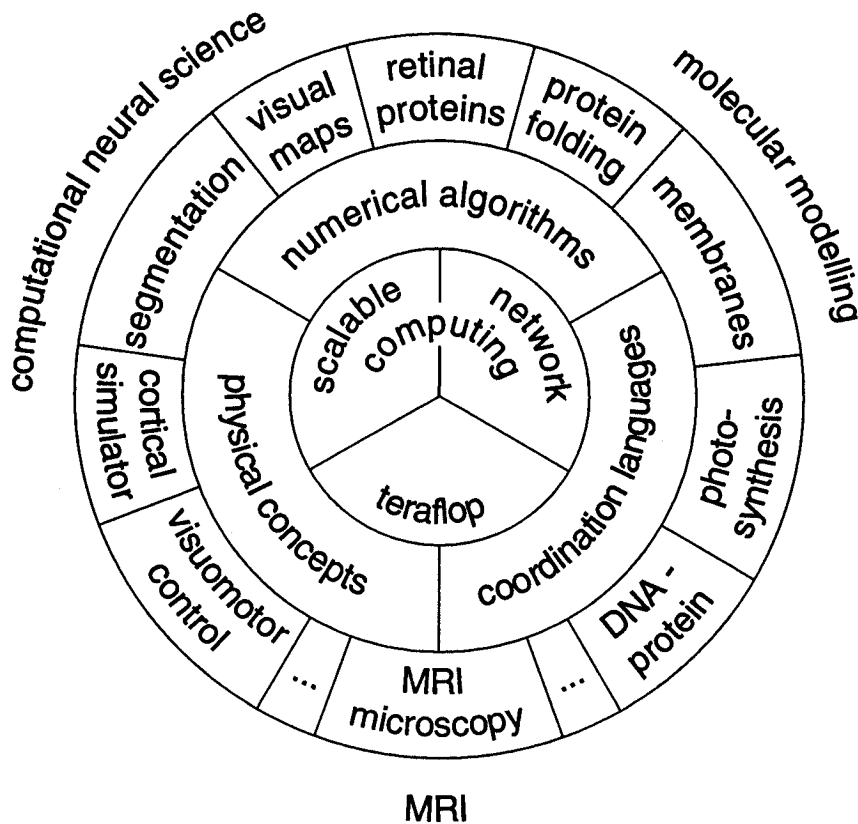 computational neural science
molecular modelling
visual
maps
retinal
proteins
protein
folding
segmentation
membranes
numerical algorithms
scalable
network
computing
cortical
simulator
physical concepts
coordination languages
photo-
synthesis
teraflop
visuomotor
control
...
MRI
microscopy
...
DNA -
protein
MRI